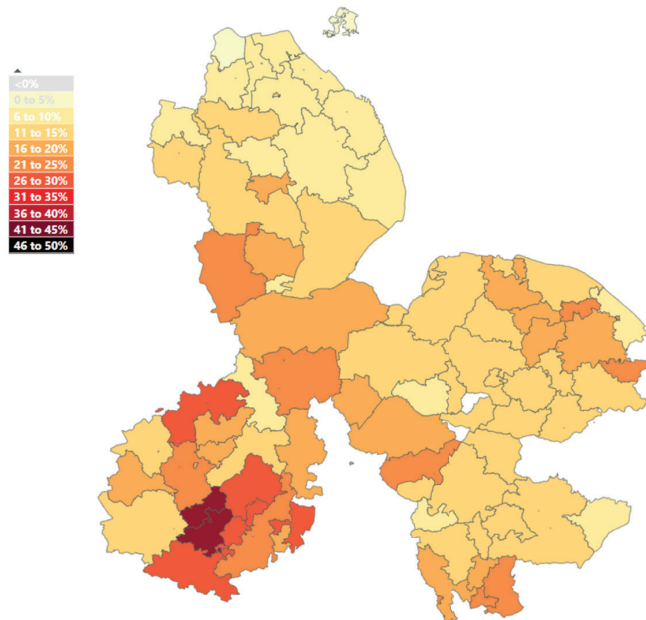 <0%
0 to 5%
6 to 10%
11 to 15%
16 to 20%
21 to 25%
26 to 30%
31 to 35%
36 to 40%
41 to 45%
46 to 50%